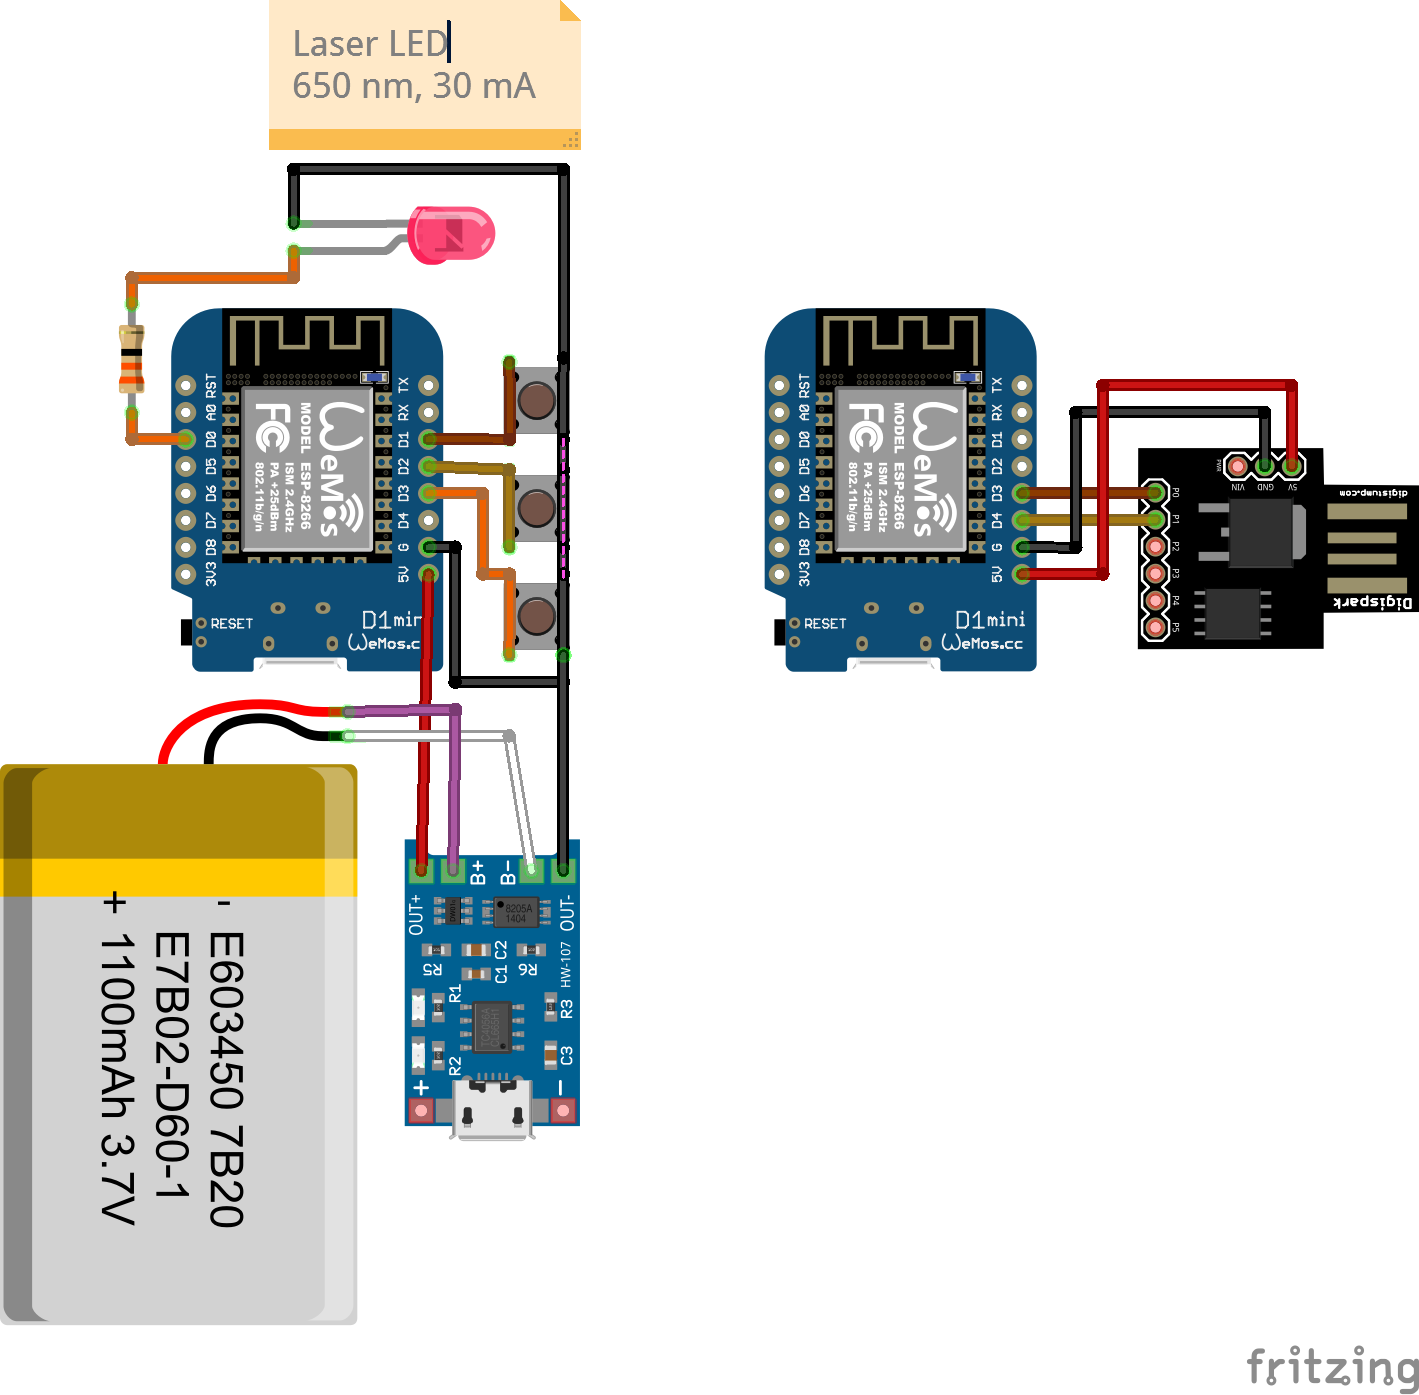 Laser LED
650 nm, 30 mA
RST
A0
D0
D5
D6
D7
D8
3V3
TX
RX
D1
D2
D3
D4
G
5V
WeMos
MODEL ESP-8266
ISM 2.4GHz
PA +25dBm
802.11b/g/n
FC
RESET
D1mir
WeMos.c
RST
A0
D0
D5
D6
D7
D8
3V3
TX
RX
D1
D2
D3
D4
G
5V
WeMos
MODEL ESP-8266
ISM 2.4GHz
PA +25dBm
802.11b/g/n
FC
RESET
D1mini
WeMos.cc
PWR
VIN
GND
5V
P0
P1
P2
P3
P4
P5
digistump.com
Digispark
- E603450 7B20
E7B02-D60-1
+ 1100mAh 3.7V
OUT+
B+
B-
OUT-
8205A
1404
R5
C2
C1
R6
HW-107
R1
R3
R2
C3
+
-
fritzing